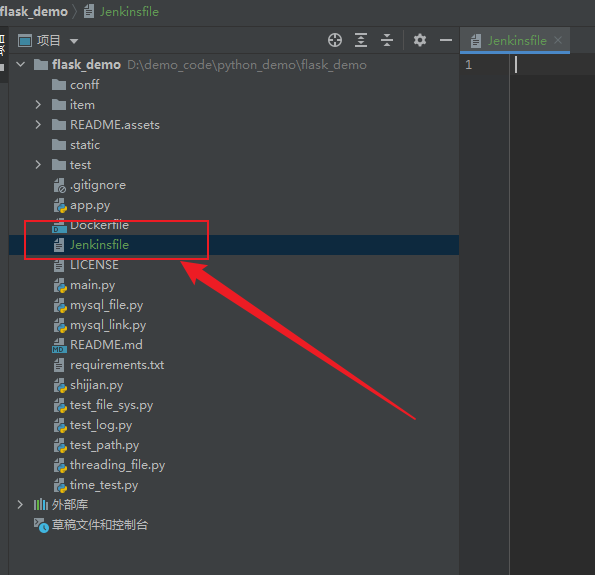 flask_demo
Jenkinsfile
项目
Jenkinsfile
flask_demo D:\demo_code\python_demo\flask_demo
1
conff
item
README.assets
static
test
.gitignore
app.py
Dockerfile
Jenkinsfile
LICENSE
main.py
mysql_file.py
mysql_link.py
README.md
requirements.txt
shijian.py
test_file_sys.py
test_log.py
test_path.py
threading_file.py
time_test.py
外部库
草稿文件和控制台